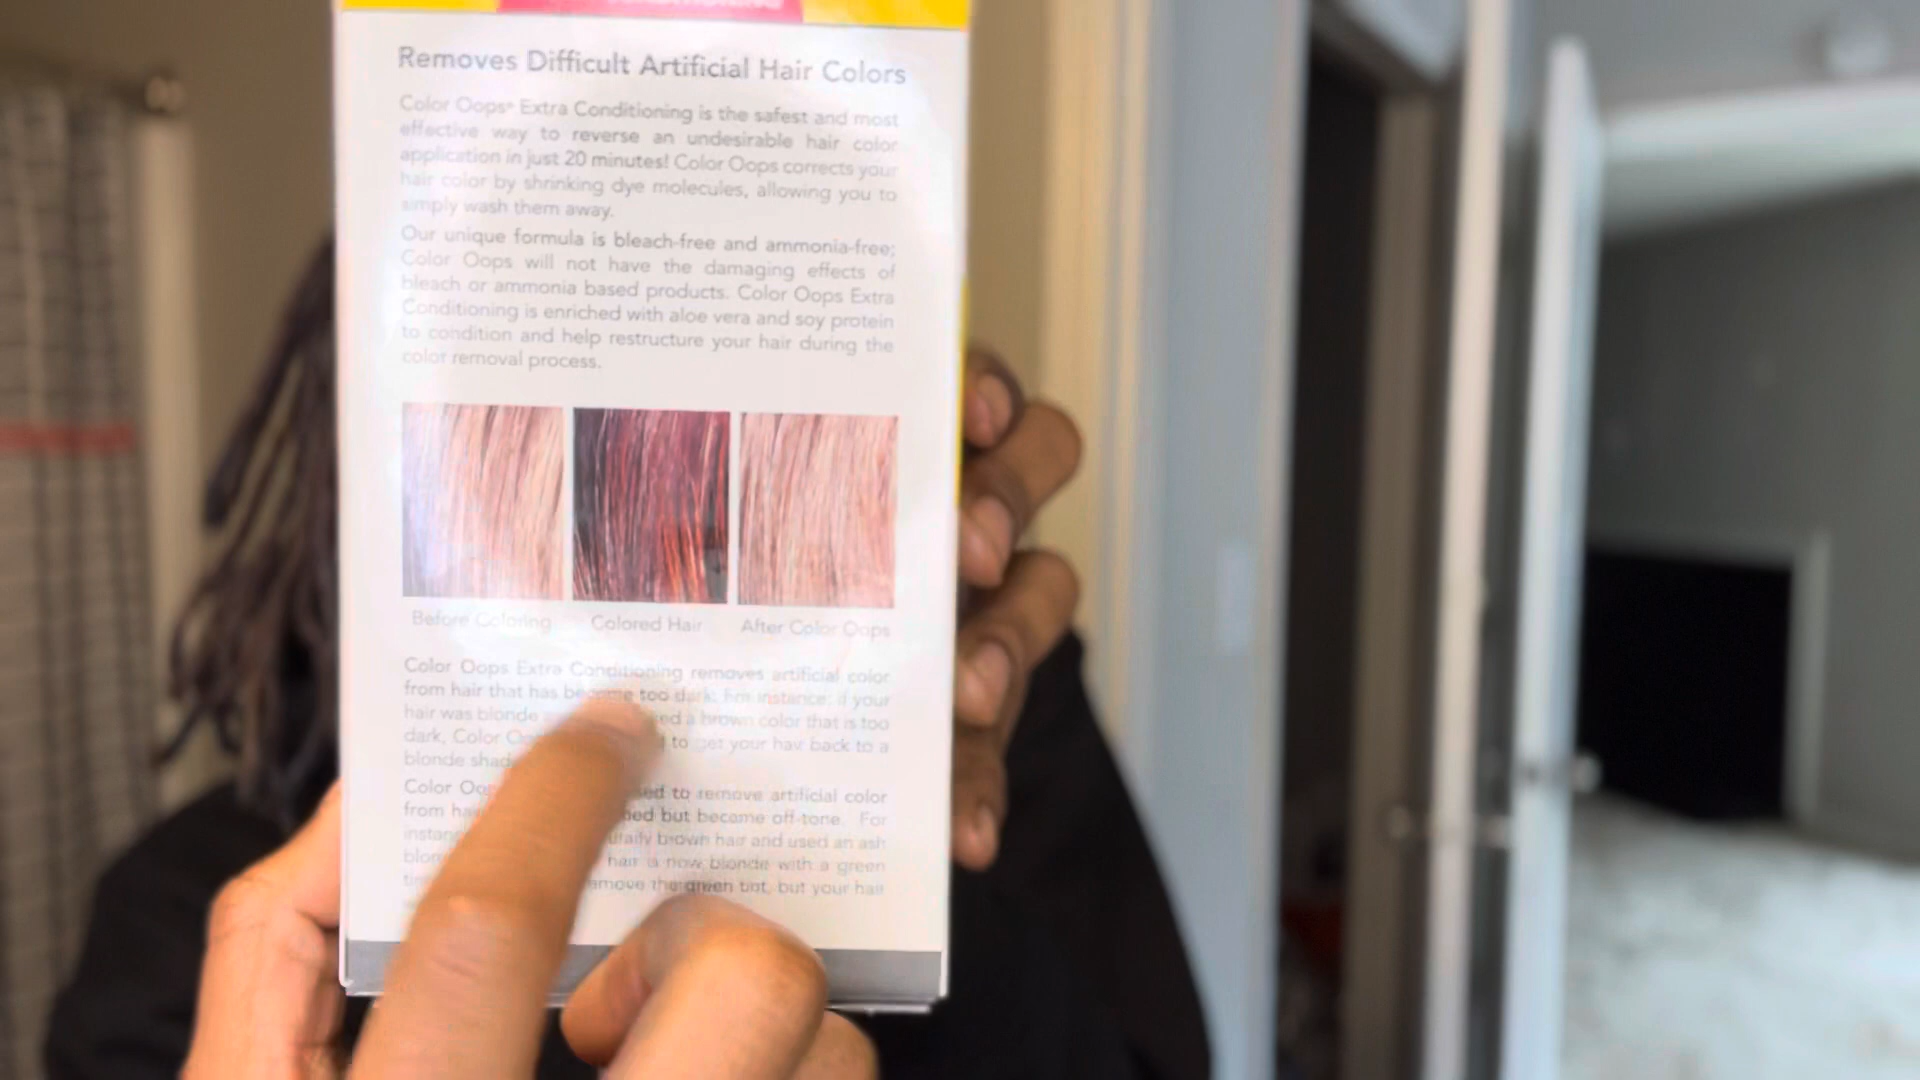 Removes Difficult Artificial Hair Colors
Color Oops® Extra Conditioning is the safest and most
effective way to reverse an undesirable hair color
application in just 20 minutes! Color Oops corrects your
hair color by shrinking dye molecules, allowing you to
simply wash them away.
Our unique formula is bleach-free and ammonia-free;
Color Oops will not have the damaging effects of
bleach or ammonia based products. Color Oops Extra
Conditioning is enriched with aloe vera and soy protein
to condition and help restructure your hair during the
color removal process.
Before Coloring Colored Hair After Color Oops
Color Oops Extra Conditioning removes artificial color
from hair that has become too dark; for instance: if your
hair was blonde a brown color that is too
dark, Color to get your hair back to a
blonde
Color to remove artificial color
from but become off-tone. For
brown hair and used an ash
hair is now blonde with a green
the green tint, but your hair